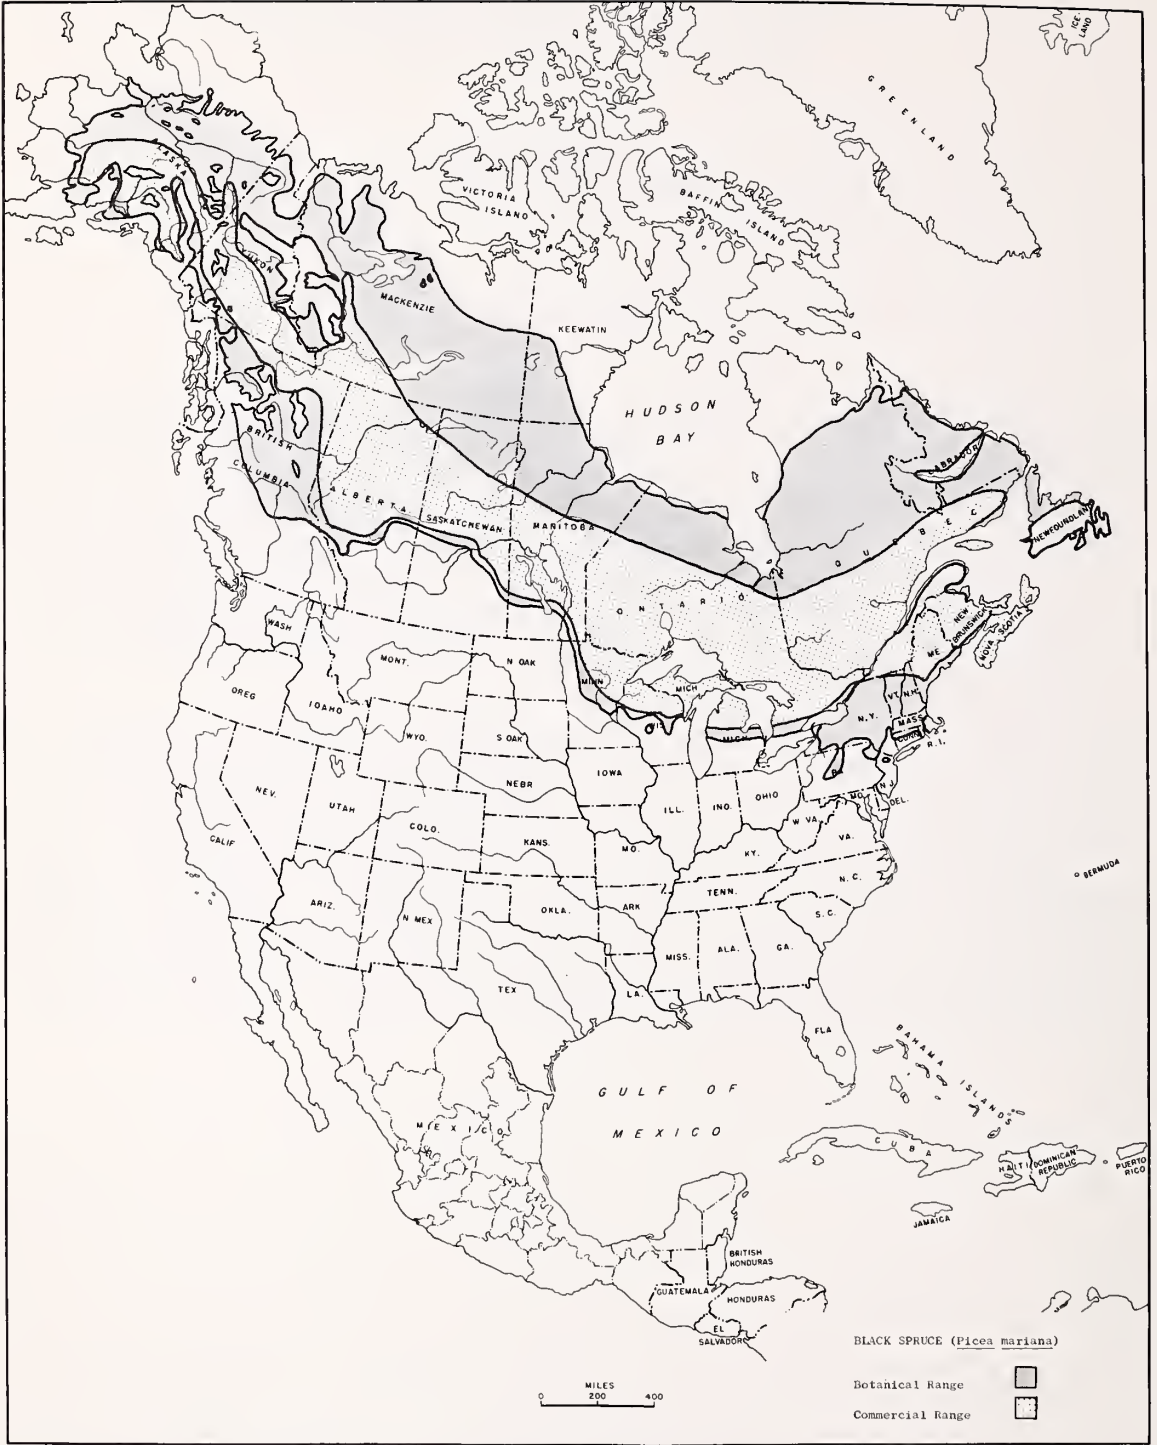 ICE-
LAND
GREENLAND
ALASKA
VICTORIA
ISLAND
BAFFIN
ISLAND
YUKON
MACKENZIE
KEEWATIN
HUDSON
BAY
BRITISH
COLUMBIA
ALBERTA
SASKATCHEWAN
MANITOBA
LABRADOR
QUEBEC
NEWFOUNDLAND
ONTARIO
NEW
BRUNSWICK
NOVA SCOTIA
WASH
MONT.
N DAK
MINN
MICH
ME
OREG
IDAHO
WYO.
S DAK
WIS
MICH
N.Y.
VT.
N.H.
MASS
CONN
R.I.
NEV.
UTAH
NEBR
IOWA
ILL.
IND.
OHIO
N J
MD.
DEL.
CALIF
COLO.
KANS.
MO.
KY.
W VA.
VA.
BERMUDA
ARIZ.
N MEX
OKLA.
ARK
TENN.
N. C.
S. C.
TEX
LA.
MISS.
ALA.
GA.
FLA
BAHAMA ISLANDS
GULF OF
MEXICO
MEXICO
CUBA
HAITI
DOMINICAN
REPUBLIC
PUERTO
RICO
JAMAICA
BRITISH
HONDURAS
GUATEMALA
HONDURAS
EL
SALVADOR
BLACK SPRUCE (Picea mariana)
Botanical Range
Commercial Range
MILES
0 200 400